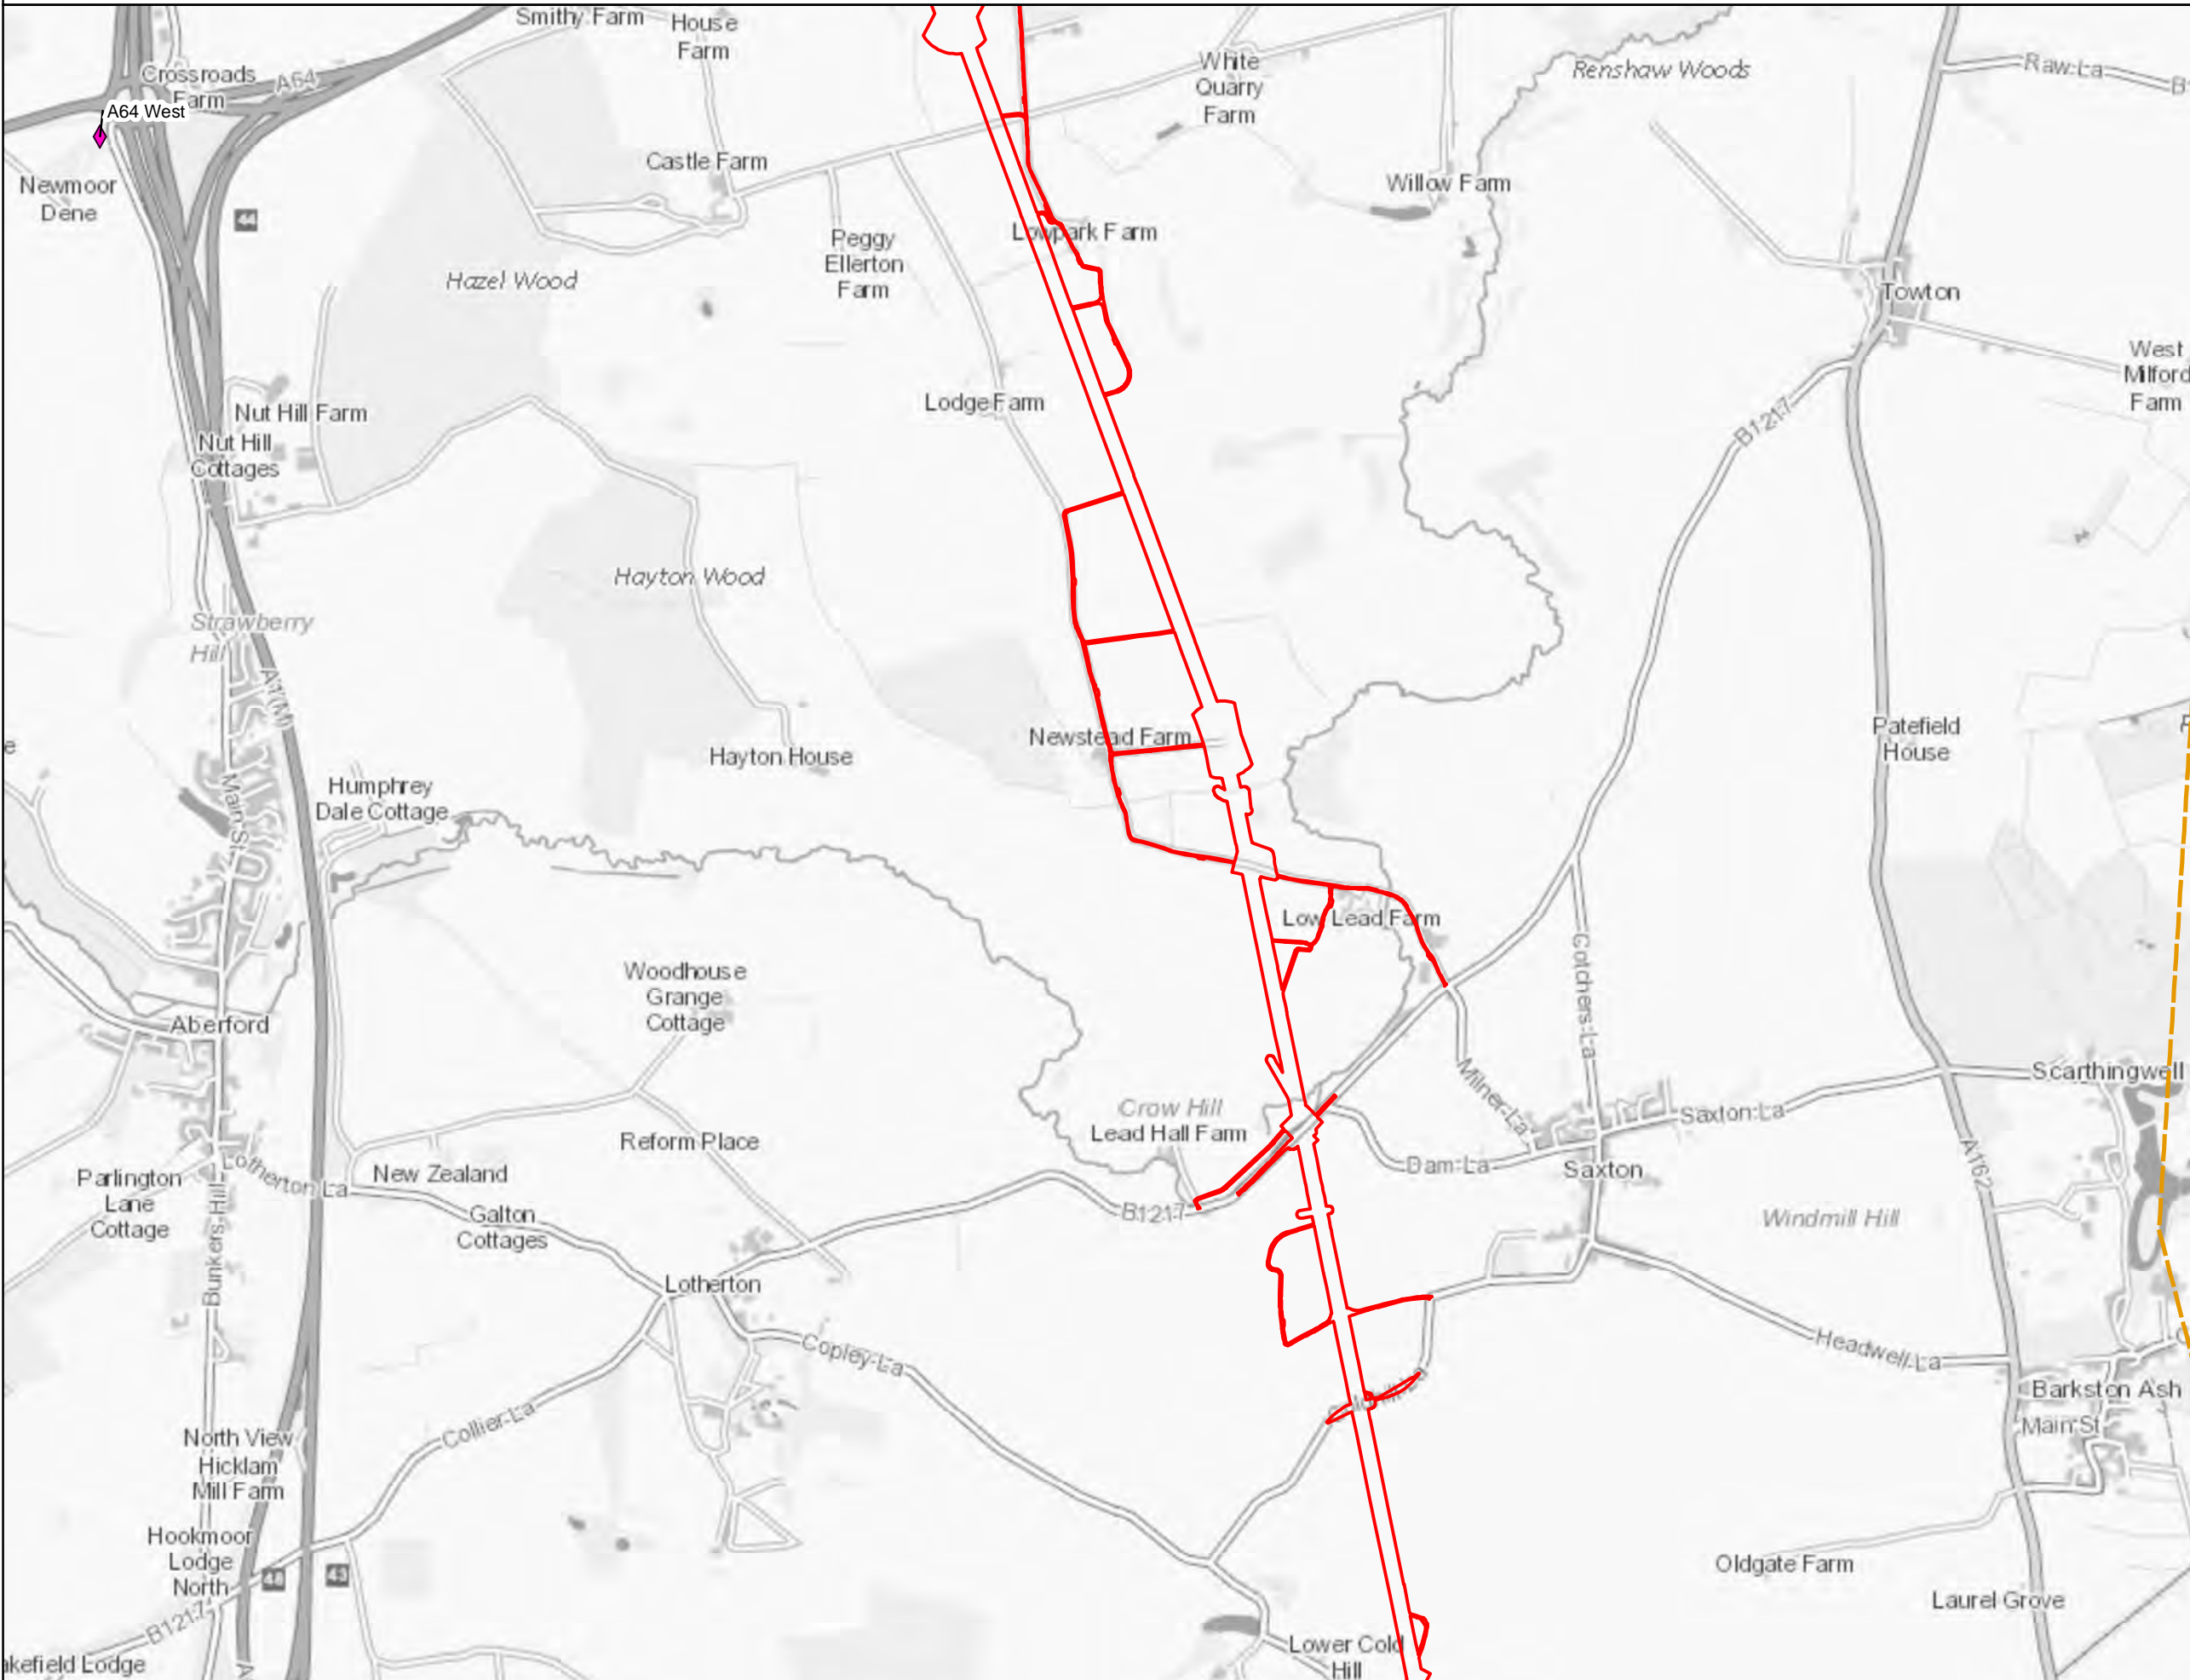 Smithy Farm
House
Farm
Crossroads
Farm
A64
A64 West
White
Quarry
Farm
Renshaw Woods
Raw La
Castle Farm
Newmoor
Dene
44
Willow Farm
Lowpark Farm
Peggy
Ellerton
Farm
Hazel Wood
Towton
West
Milford
Farm
Lodge Farm
Nut Hill Farm
Nut Hill
Cottages
B1217
Hayton Wood
Strawberry
Hill
A1(M)
Newstead Farm
Patefield
House
Hayton House
Humphrey
Dale Cottage
Main St
Low Lead Farm
Cotchers La
Woodhouse
Grange
Cottage
Aberford
Milner La
Scarthingwell
Crow Hill
Lead Hall Farm
Saxton La
Reform Place
Dam La
Saxton
A162
Lotherton La
New Zealand
Parlington
Lane
Cottage
Bunkers Hill
Galton
Cottages
B1217
Windmill Hill
Lotherton
Copley La
Headwell La
Barkston Ash
Main St
Collier La
North View
Hicklam
Mill Farm
Hookmoor
Lodge
North
43
Oldgate Farm
Laurel Grove
B1217
Lower Cold
Hill
akefield Lodge